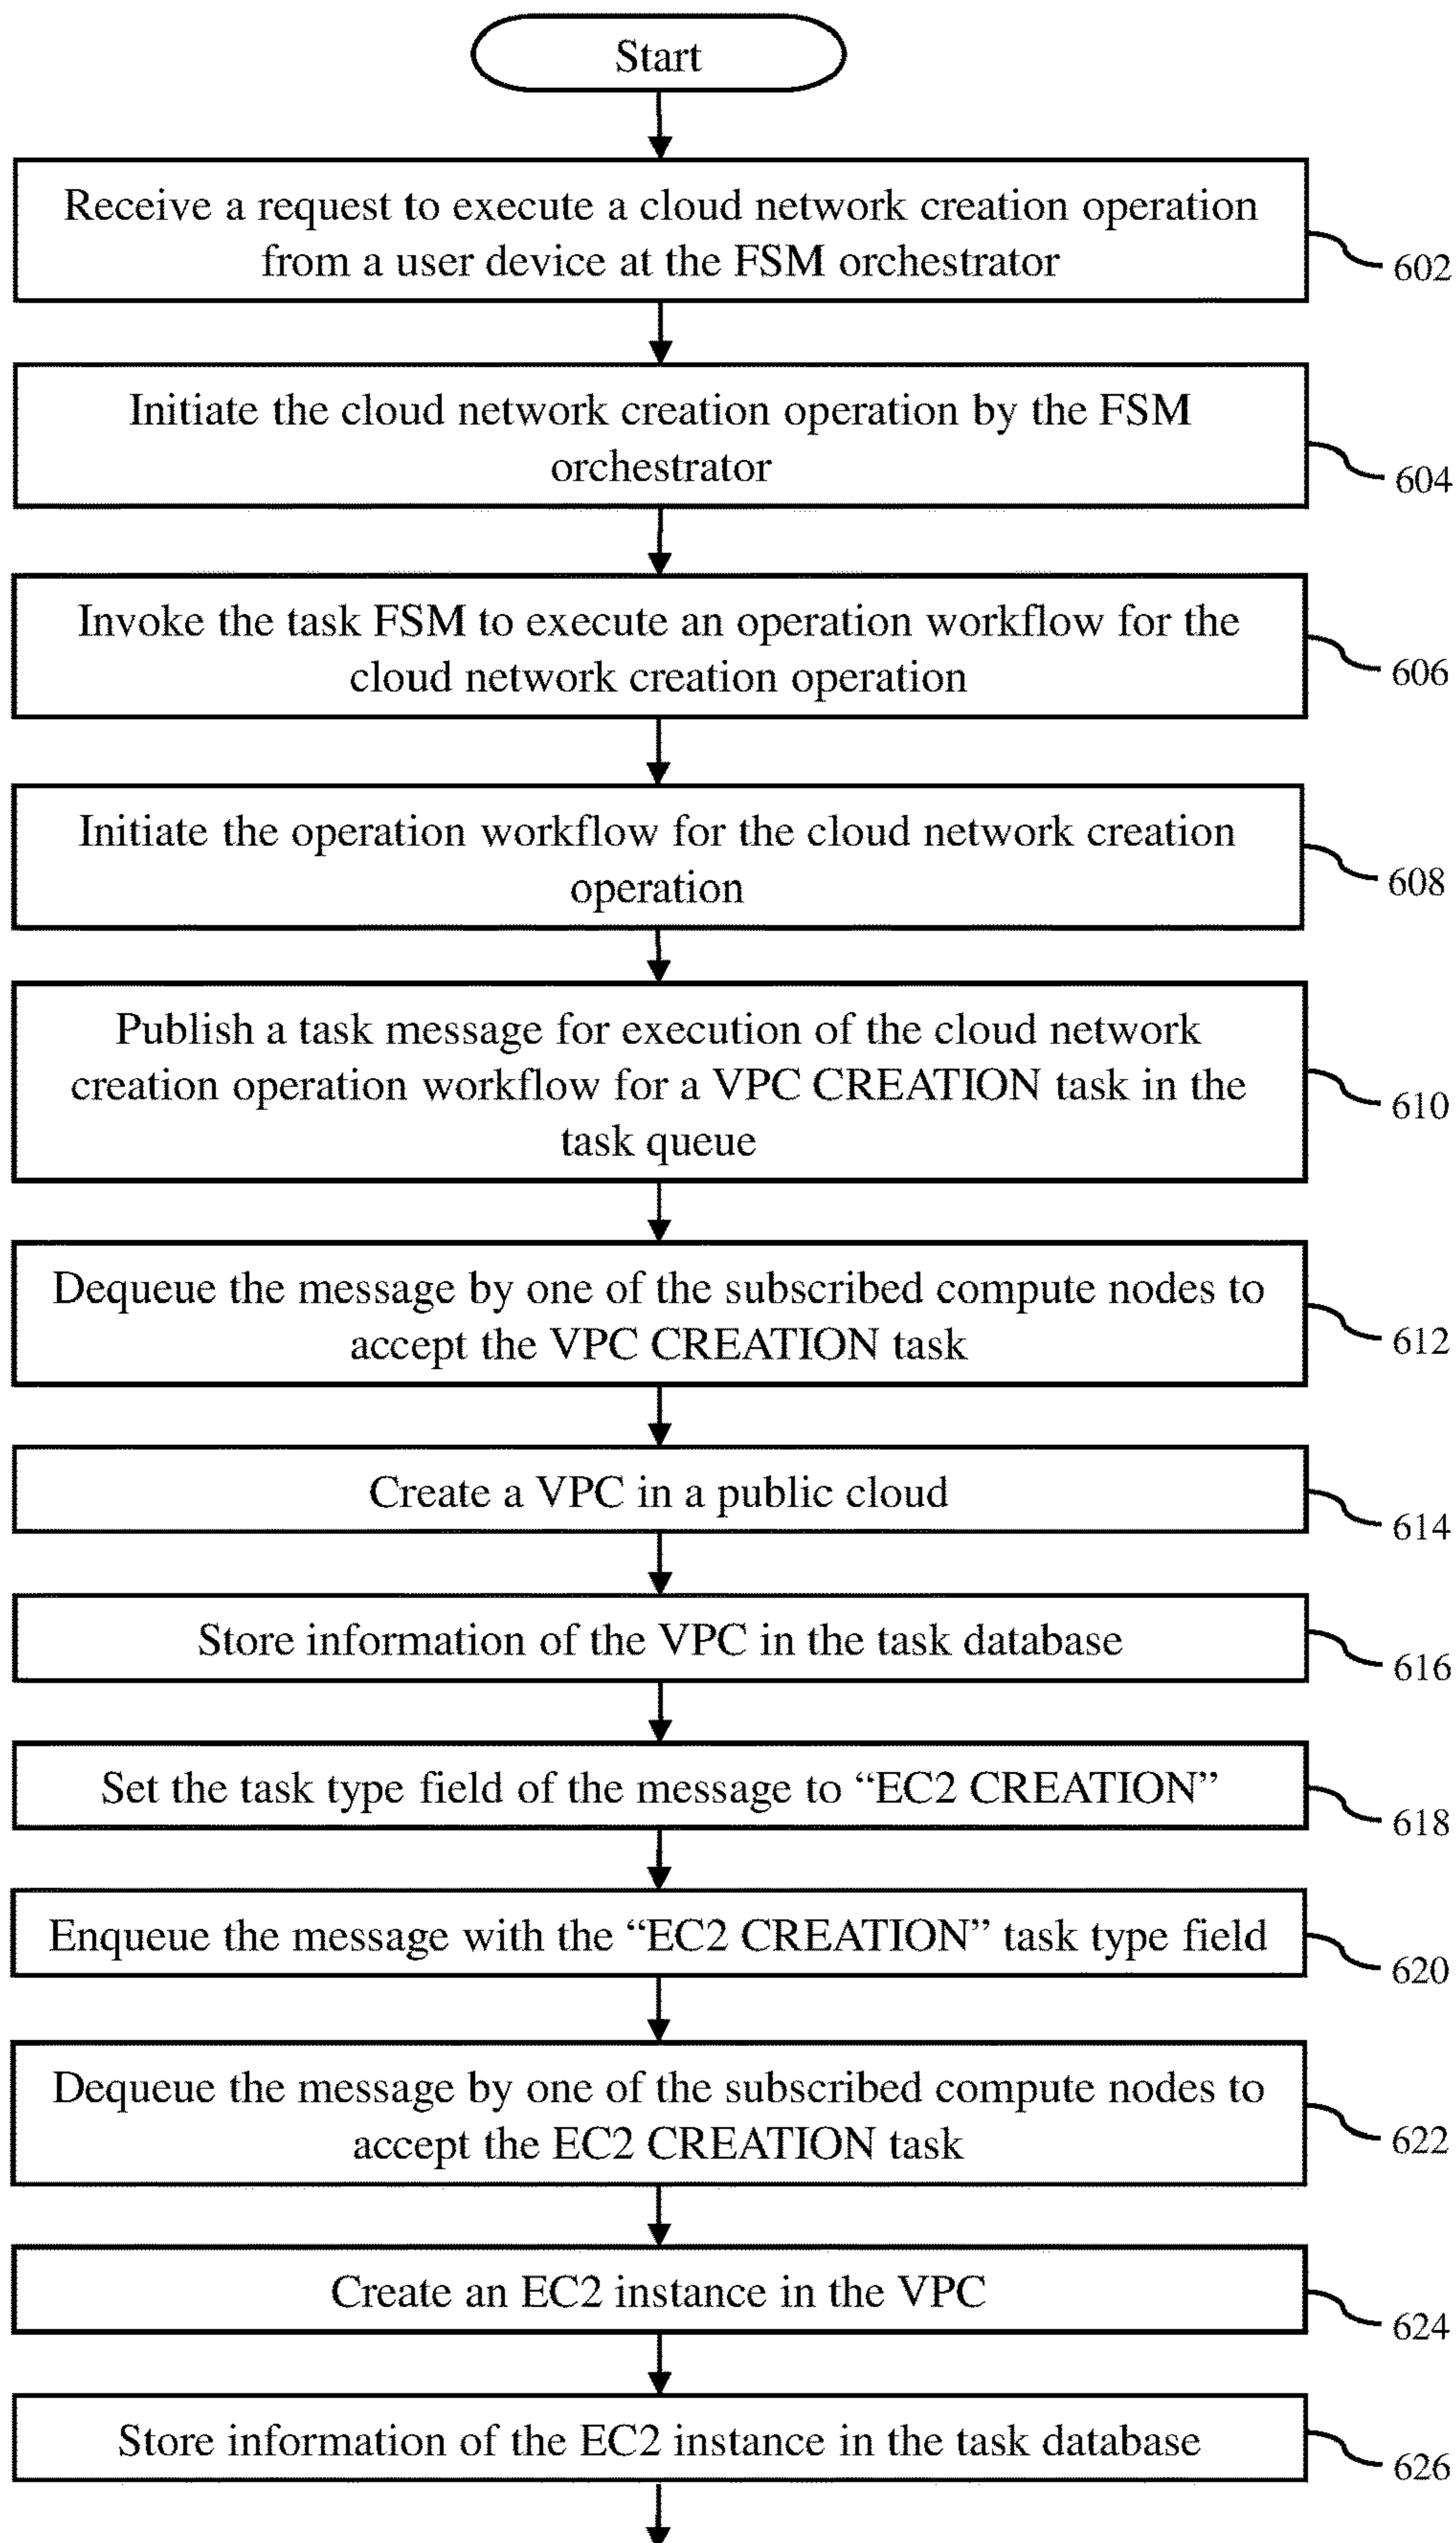 Start
Receive a request to execute a cloud network creation operation
from a user device at the FSM orchestrator
602
Initiate the cloud network creation operation by the FSM
orchestrator
604
Invoke the task FSM to execute an operation workflow for the
cloud network creation operation
606
Initiate the operation workflow for the cloud network creation
operation
608
Publish a task message for execution of the cloud network
creation operation workflow for a VPC CREATION task in the
task queue
610
Dequeue the message by one of the subscribed compute nodes to
accept the VPC CREATION task
612
Create a VPC in a public cloud
614
Store information of the VPC in the task database
616
Set the task type field of the message to “EC2 CREATION”
618
Enqueue the message with the “EC2 CREATION” task type field
620
Dequeue the message by one of the subscribed compute nodes to
accept the EC2 CREATION task
622
Create an EC2 instance in the VPC
624
Store information of the EC2 instance in the task database
626